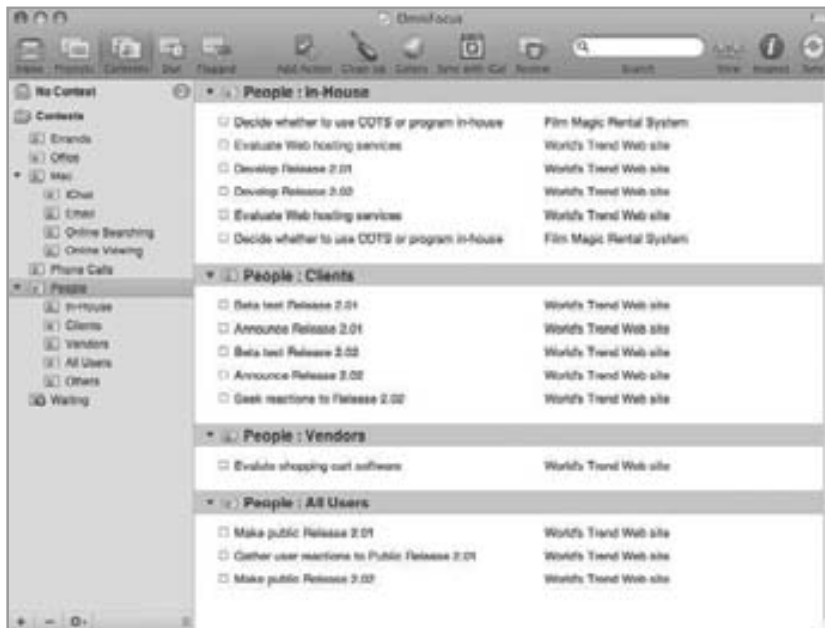 OmniFocus
Inbox Projects Contexts Due Flagged Add Action Clean Up Sync with iCal Review Search View Inspect
No Context
Contexts
Errands
Office
Mac
iChat
Email
Online Searching
Online Viewing
Phone Calls
People
In-House
Clients
Vendors
All Users
Others
Waiting
People : In-House
Decide whether to use COTS or program in-house Film Magic Rental System
Evaluate Web hosting services World's Trend Web site
Develop Release 2.01 World's Trend Web site
Develop Release 2.02 World's Trend Web site
Evaluate Web hosting services World's Trend Web site
Decide whether to use COTS or program in-house Film Magic Rental System
People : Clients
Beta test Release 2.01 World's Trend Web site
Announce Release 2.01 World's Trend Web site
Beta test Release 2.02 World's Trend Web site
Announce Release 2.02 World's Trend Web site
Seek reactions to Release 2.02 World's Trend Web site
People : Vendors
Evalute shopping cart software World's Trend Web site
People : All Users
Make public Release 2.01 World's Trend Web site
Gather user reactions to Public Release 2.01 World's Trend Web site
Make public Release 2.02 World's Trend Web site